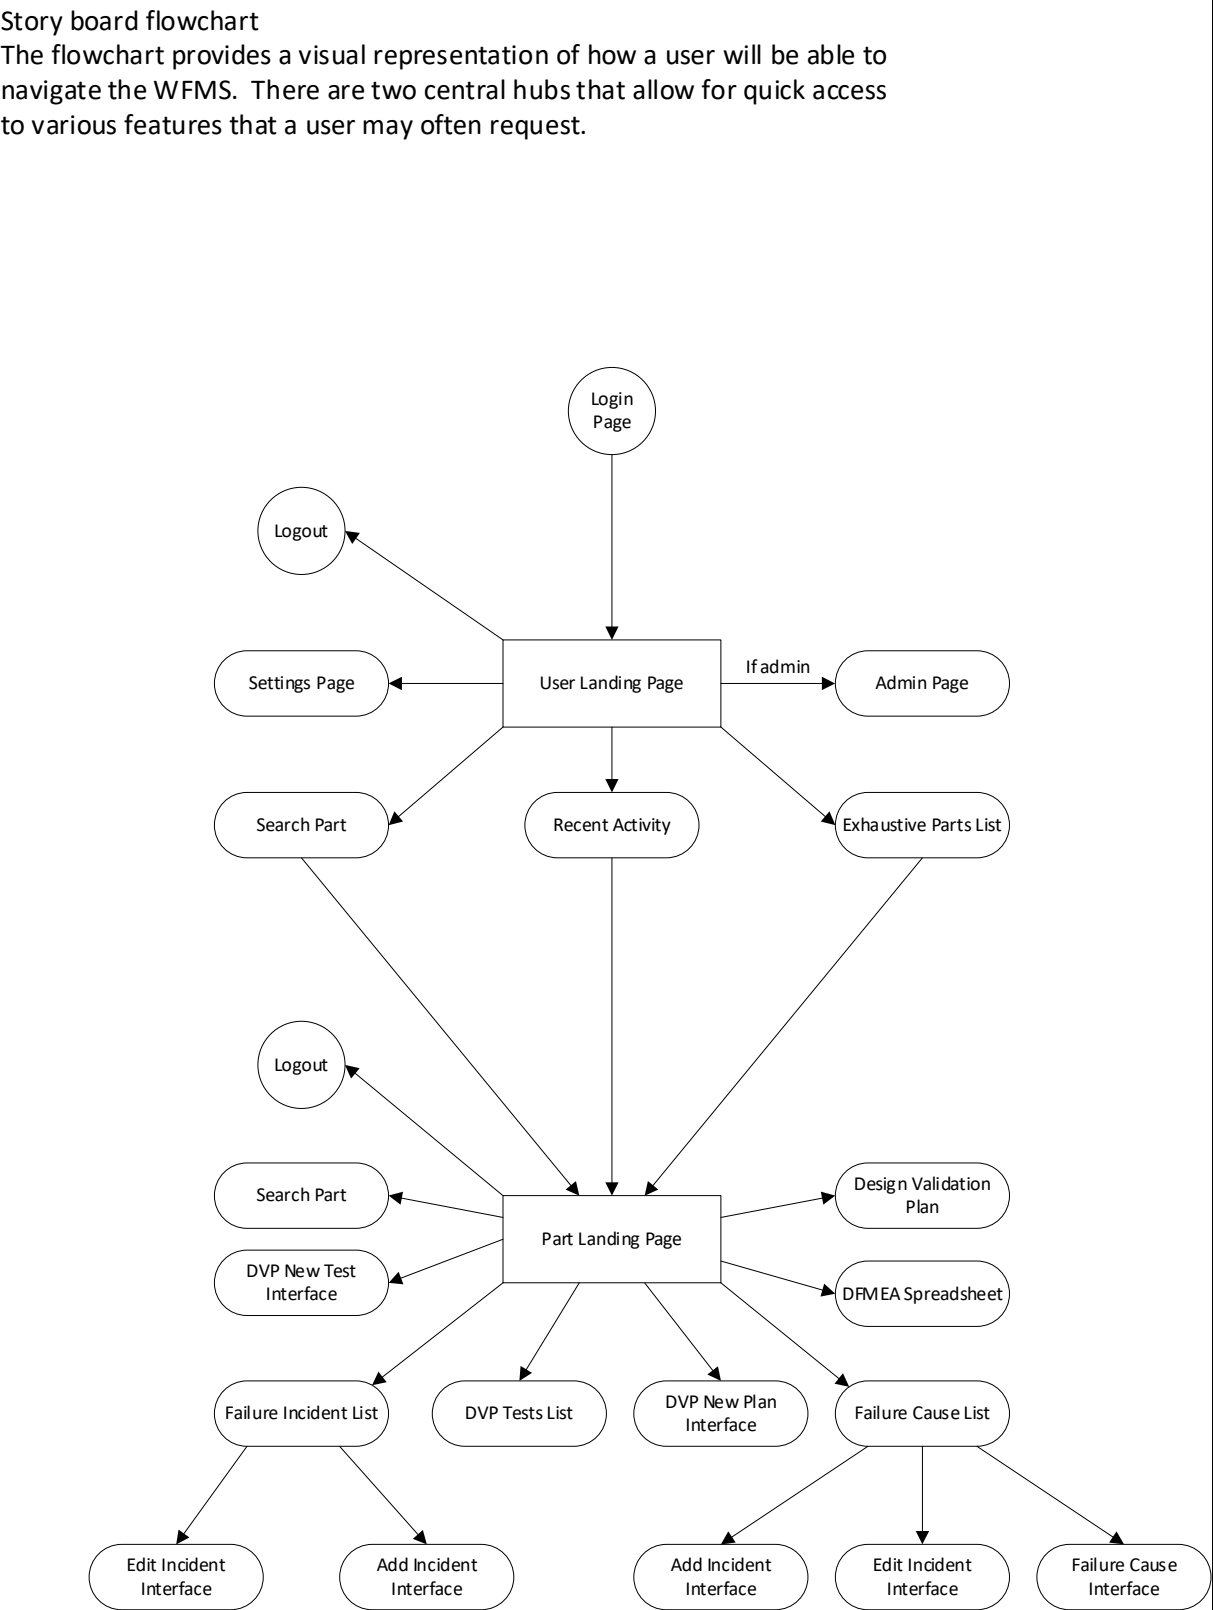 Story board flowchart
The flowchart provides a visual representation of how a user will be able to
navigate the WFMS.  There are two central hubs that allow for quick access
to various features that a user may often request.
Login
Page
Logout
Settings Page
User Landing Page
If admin
Admin Page
Search Part
Recent Activity
Exhaustive Parts List
Logout
Search Part
Design Validation
Plan
Part Landing Page
DVP New Test
Interface
DFMEA Spreadsheet
Failure Incident List
DVP Tests List
DVP New Plan
Interface
Failure Cause List
Edit Incident
Interface
Add Incident
Interface
Add Incident
Interface
Edit Incident
Interface
Failure Cause
Interface